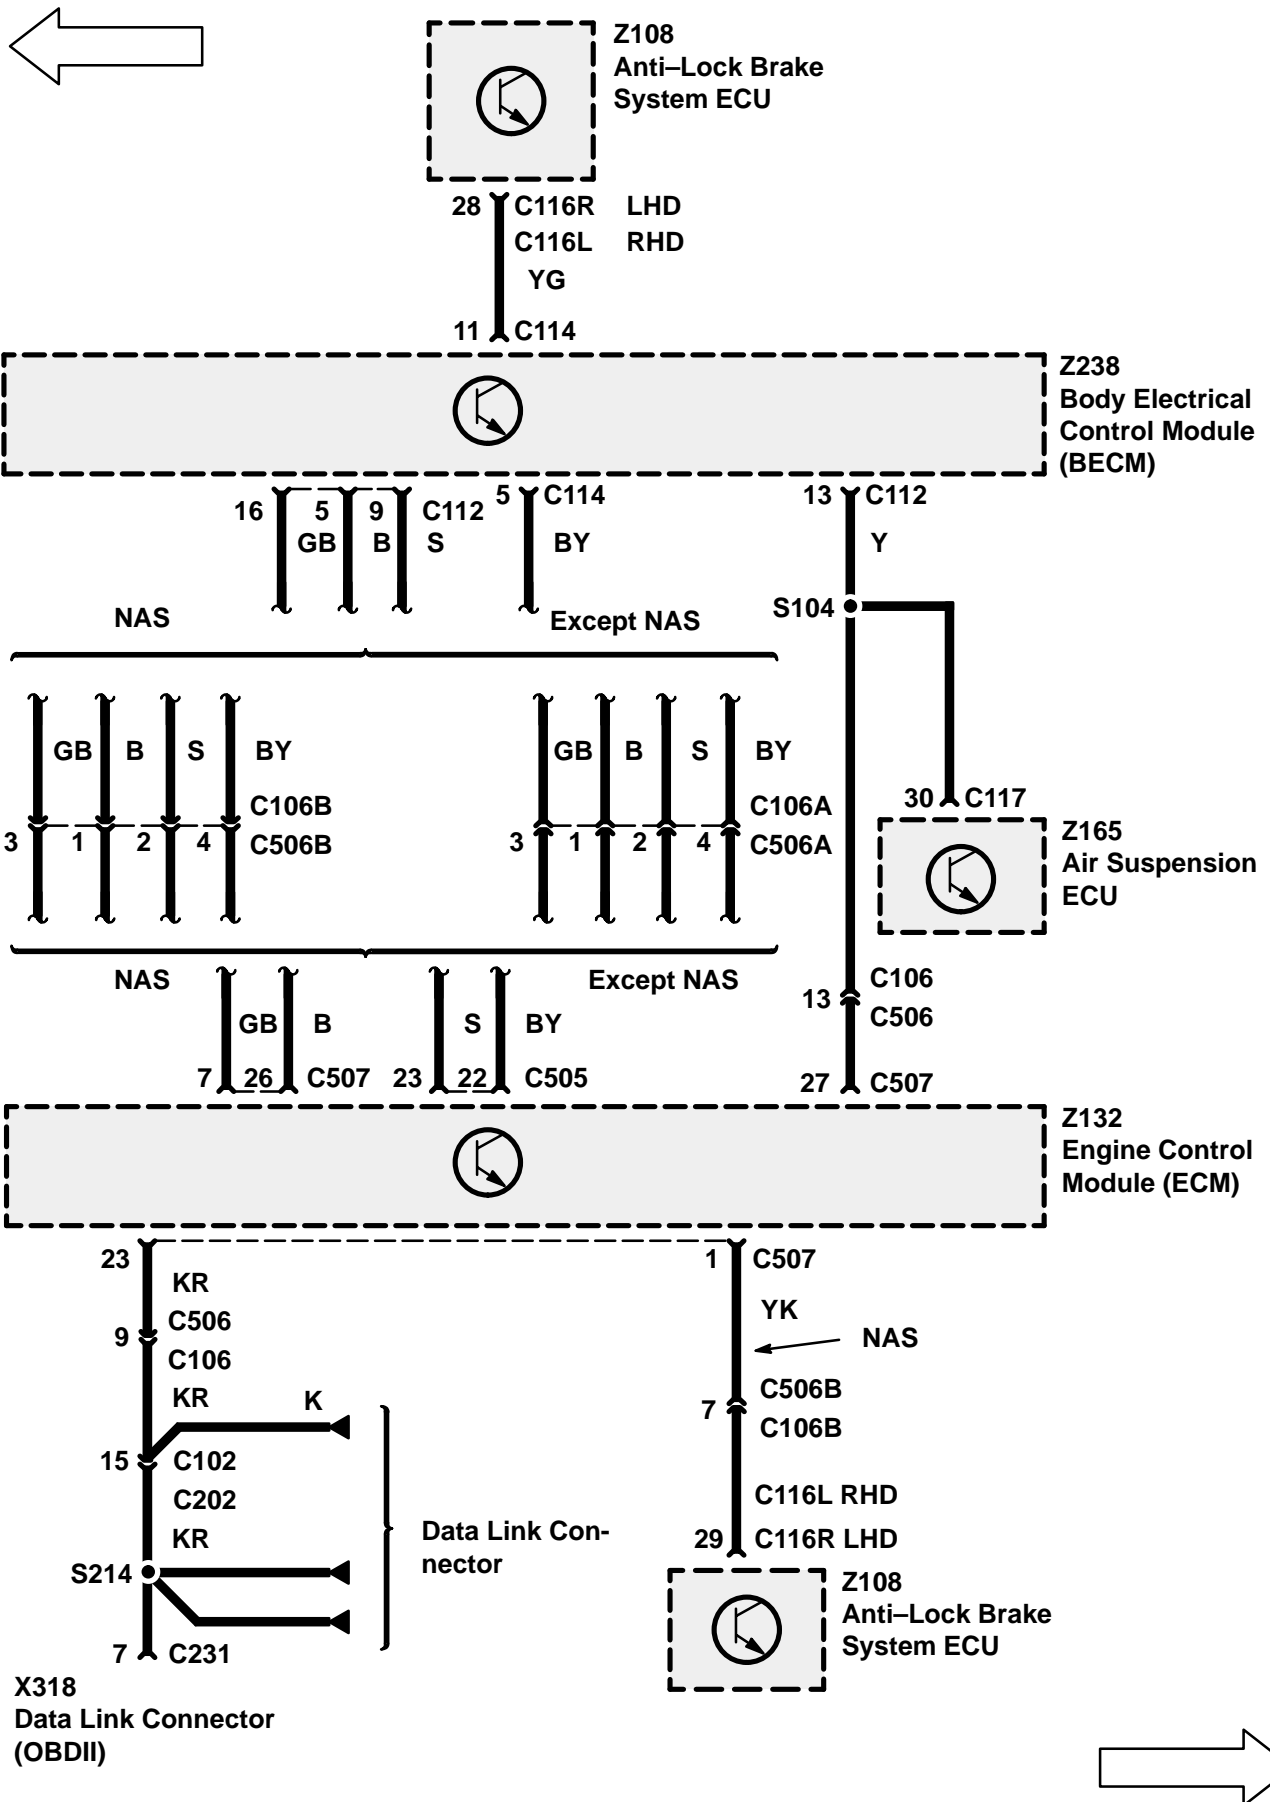 Z108
Anti–Lock Brake
System ECU
28 C116R LHD
C116L RHD
YG
11 C114
Z238
Body Electrical
Control Module
(BECM)
16 5 9 C112 5 C114 13 C112
GB B S BY Y
S104
NAS Except NAS
GB B S BY GB B S BY
C106B C106A 30 C117
3 1 2 4 C506B 3 1 2 4 C506A
Z165
Air Suspension
ECU
NAS Except NAS
13 C106
C506
GB B S BY
7 26 C507 23 22 C505 27 C507
Z132
Engine Control
Module (ECM)
23 1 C507
KR YK
NAS
9 C506
C106
KR K
7 C506B
C106B
15 C102
C202
KR
C116L RHD
29 C116R LHD
Data Link Con-
nector
S214
Z108
Anti–Lock Brake
System ECU
7 C231
X318
Data Link Connector
(OBDII)